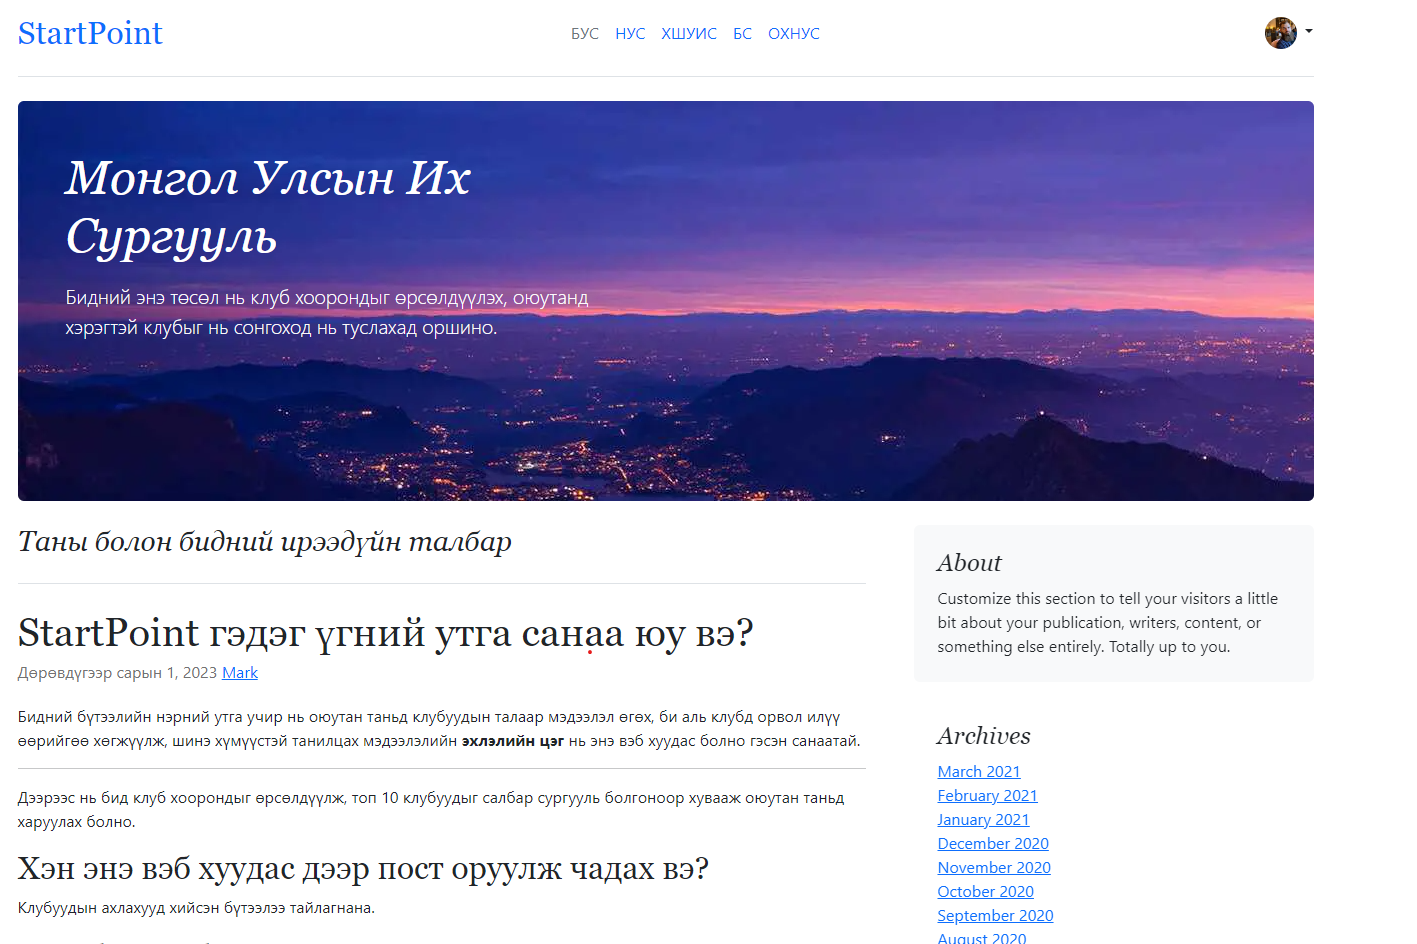 StartPoint
БУС НУС ХШУИС БС ОХНУС
Монгол Улсын Их
Сургууль
Бидний энэ төсөл нь клуб хоорондыг өрсөлдүүлэх, оюутанд
хэрэгтэй клубыг нь сонгоход нь туслахад оршино.
Таны болон бидний ирээдүйн талбар
StartPoint гэдэг үгний утга санаа юу вэ?
Дөрөвдүгээр сарын 1, 2023 Mark
Бидний бүтээлийн нэрний утга учир нь оюутан таньд клубуудын талаар мэдээлэл өгөх, би аль клубд орвол илүү
өөрийгөө хөгжүүлж, шинэ хүмүүстэй танилцах мэдээлэлийн эхлэлийн цэг нь энэ вэб хуудас болно гэсэн санаатай.
Дээрээс нь бид клуб хоорондыг өрсөлдүүлж, топ 10 клубуудыг салбар сургууль болгоноор хувааж оюутан таньд
харуулах болно.
Хэн энэ вэб хуудас дээр пост оруулж чадах вэ?
Клубуудын ахлахууд хийсэн бүтээлээ тайлагнана.
About
Customize this section to tell your visitors a little
bit about your publication, writers, content, or
something else entirely. Totally up to you.
Archives
March 2021
February 2021
January 2021
December 2020
November 2020
October 2020
September 2020
August 2020